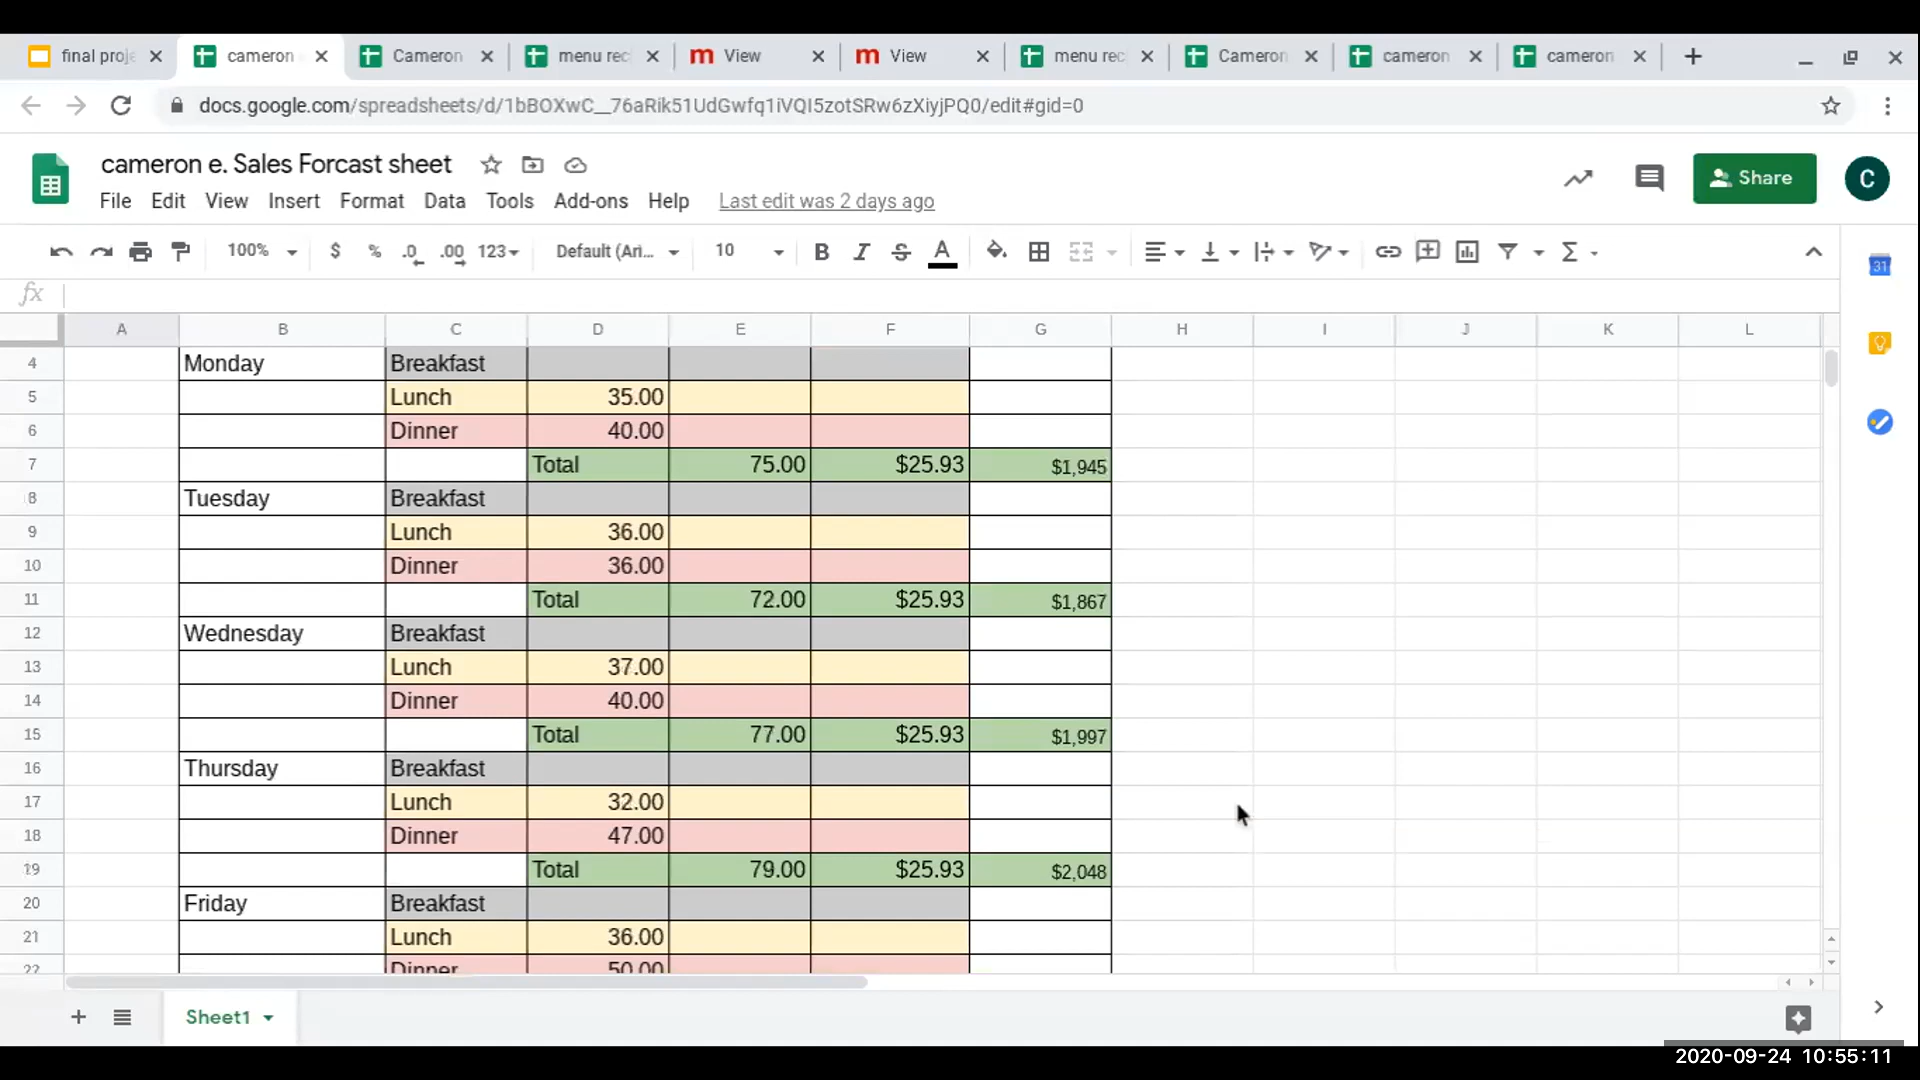 final proje cameron Cameron menu rec View View menu rec Cameron cameron cameron
docs.google.com/spreadsheets/d/1bBOXwC__76aRik51UdGwfq1iVQI5zotSRw6zXiyjPQ0/edit#gid=0
cameron e. Sales Forcast sheet
Share C
File Edit View Insert Format Data Tools Add-ons Help Last edit was 2 days ago
100% $ % .0 .00 123 Default (Ari... 10 B I S A Σ
31
fx
A B C D E F G H I J K L
4 Monday Breakfast
5 Lunch 35.00
6 Dinner 40.00
7 Total 75.00 $25.93 $1,945
8 Tuesday Breakfast
9 Lunch 36.00
10 Dinner 36.00
11 Total 72.00 $25.93 $1,867
12 Wednesday Breakfast
13 Lunch 37.00
14 Dinner 40.00
15 Total 77.00 $25.93 $1,997
16 Thursday Breakfast
17 Lunch 32.00
18 Dinner 47.00
19 Total 79.00 $25.93 $2,048
20 Friday Breakfast
21 Lunch 36.00
22 Dinner 50.00
Sheet1
2020-09-24 10:55:11